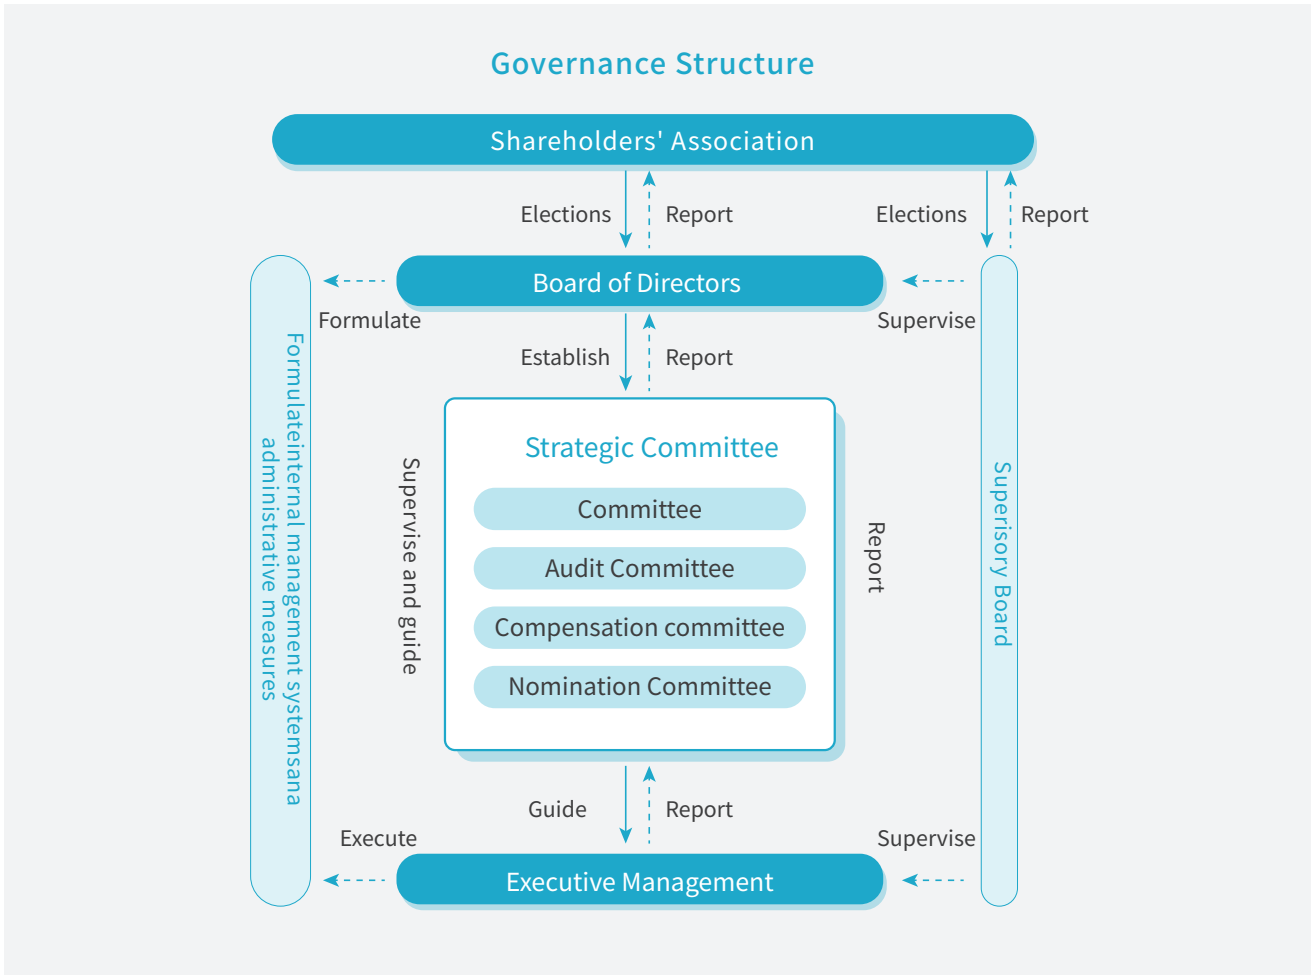 Governance Structure
Shareholders' Association
Elections
Report
Elections
Report
Board of Directors
Formulate
Supervise
Establish
Report
Formulateinternal management systemsana
administrative measures
Supervise and guide
Strategic Committee
Committee
Audit Committee
Compensation committee
Nomination Committee
Report
Superisory Board
Guide
Report
Execute
Supervise
Executive Management